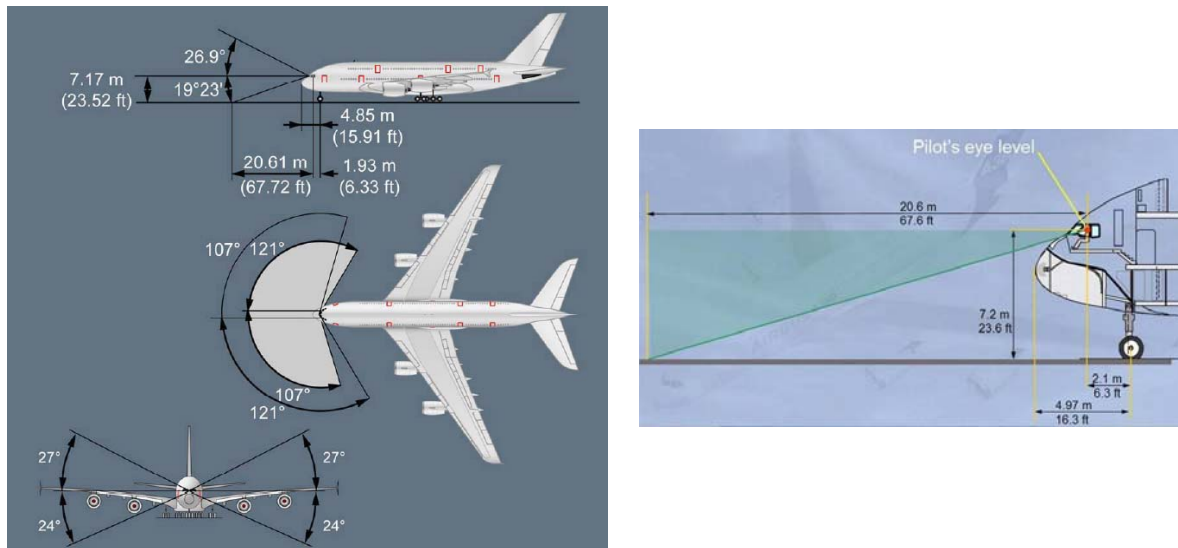 26.9°
7.17 m
(23.52 ft)
19°23'
4.85 m
(15.91 ft)
20.61 m
(67.72 ft)
1.93 m
(6.33 ft)
107°
121°
107°
121°
27°
27°
24°
24°
Pilot's eye level
20.6 m
67.6 ft
7.2 m
23.6 ft
2.1 m
6.3 ft
4.97 m
16.3 ft